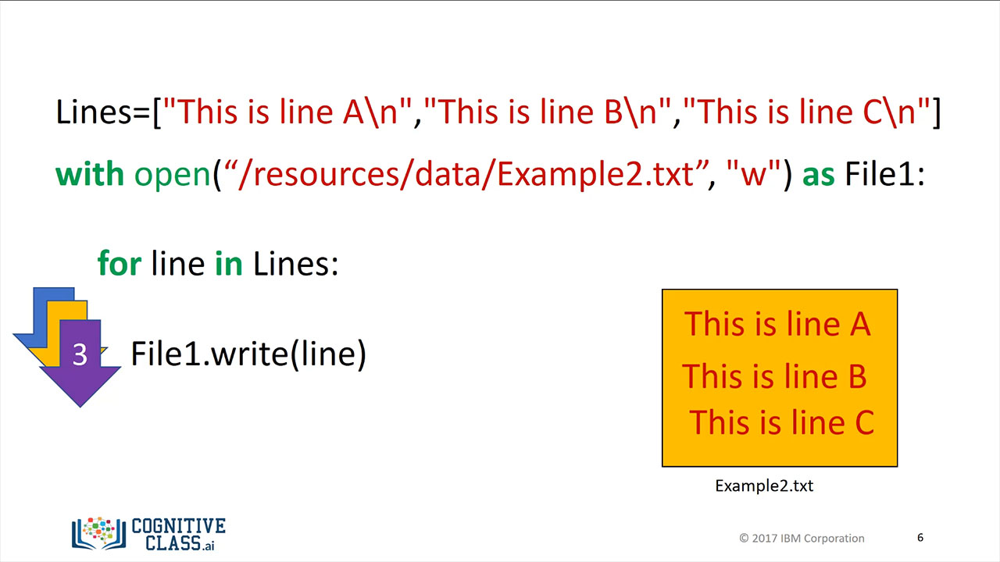 Lines=["This is line A\n","This is line B\n","This is line C\n"]
with open(“/resources/data/Example2.txt”, "w") as File1:
for line in Lines:
3
File1.write(line)
This is line A
This is line B
This is line C
Example2.txt
COGNITIVE
CLASS.ai
© 2017 IBM Corporation
6